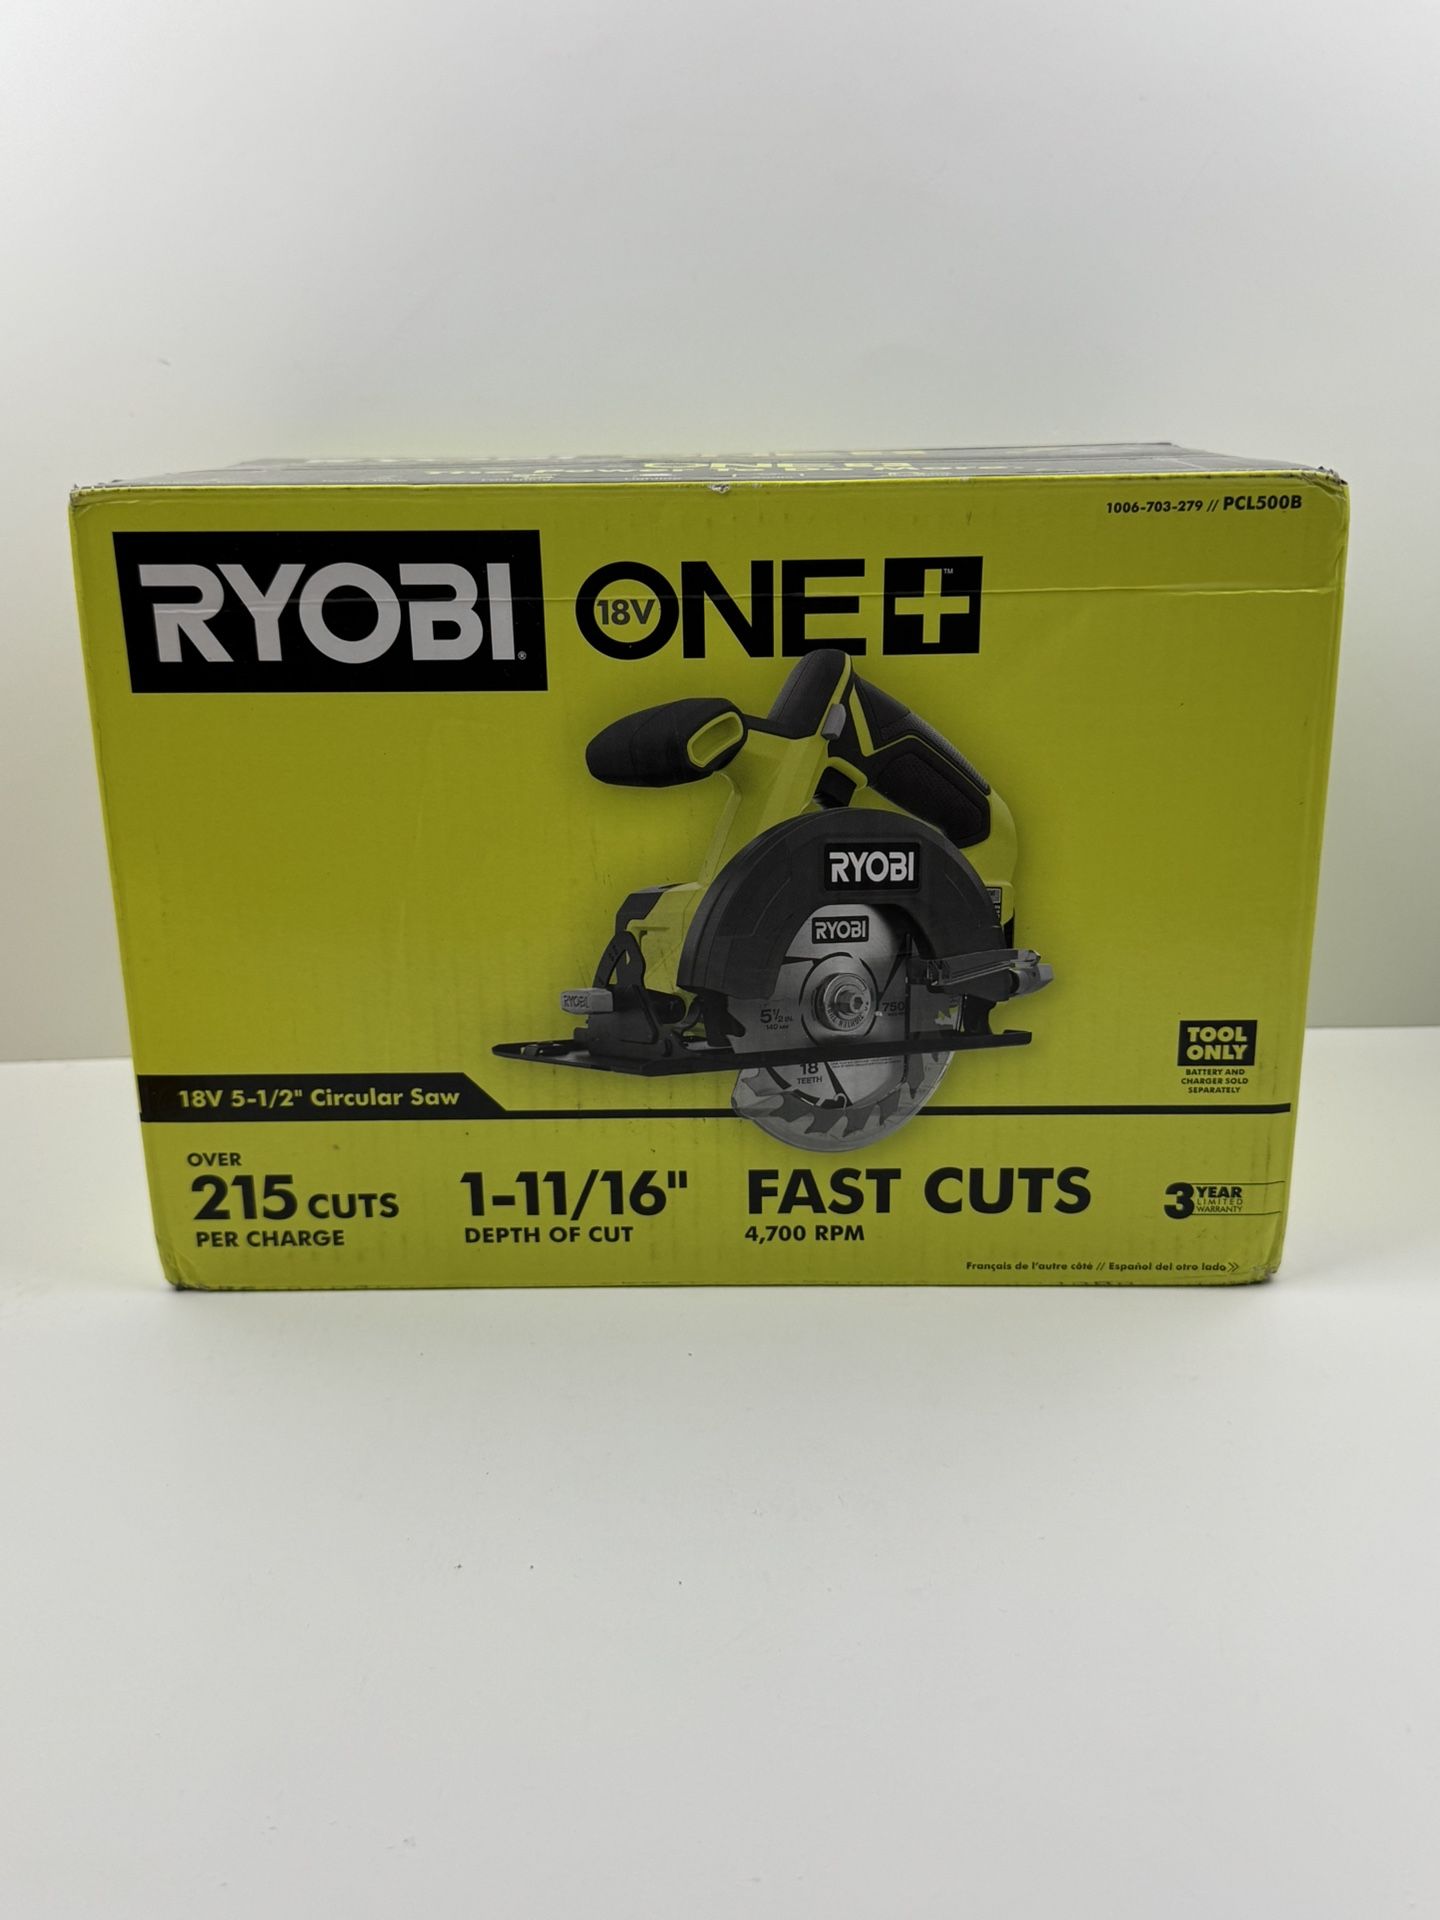 1006-703-279 // PCL500B
RYOBI®
18V ONE+™
RYOBI
RYOBI
RYOBI
5½ IN.
140 MM
750
18
TEETH
TOOL
ONLY
BATTERY AND
CHARGER SOLD
SEPARATELY
18V 5-1/2" Circular Saw
OVER
215 CUTS
PER CHARGE
1-11/16"
DEPTH OF CUT
FAST CUTS
4,700 RPM
3 YEAR
LIMITED
WARRANTY
Français de l'autre côté // Español del otro lado »